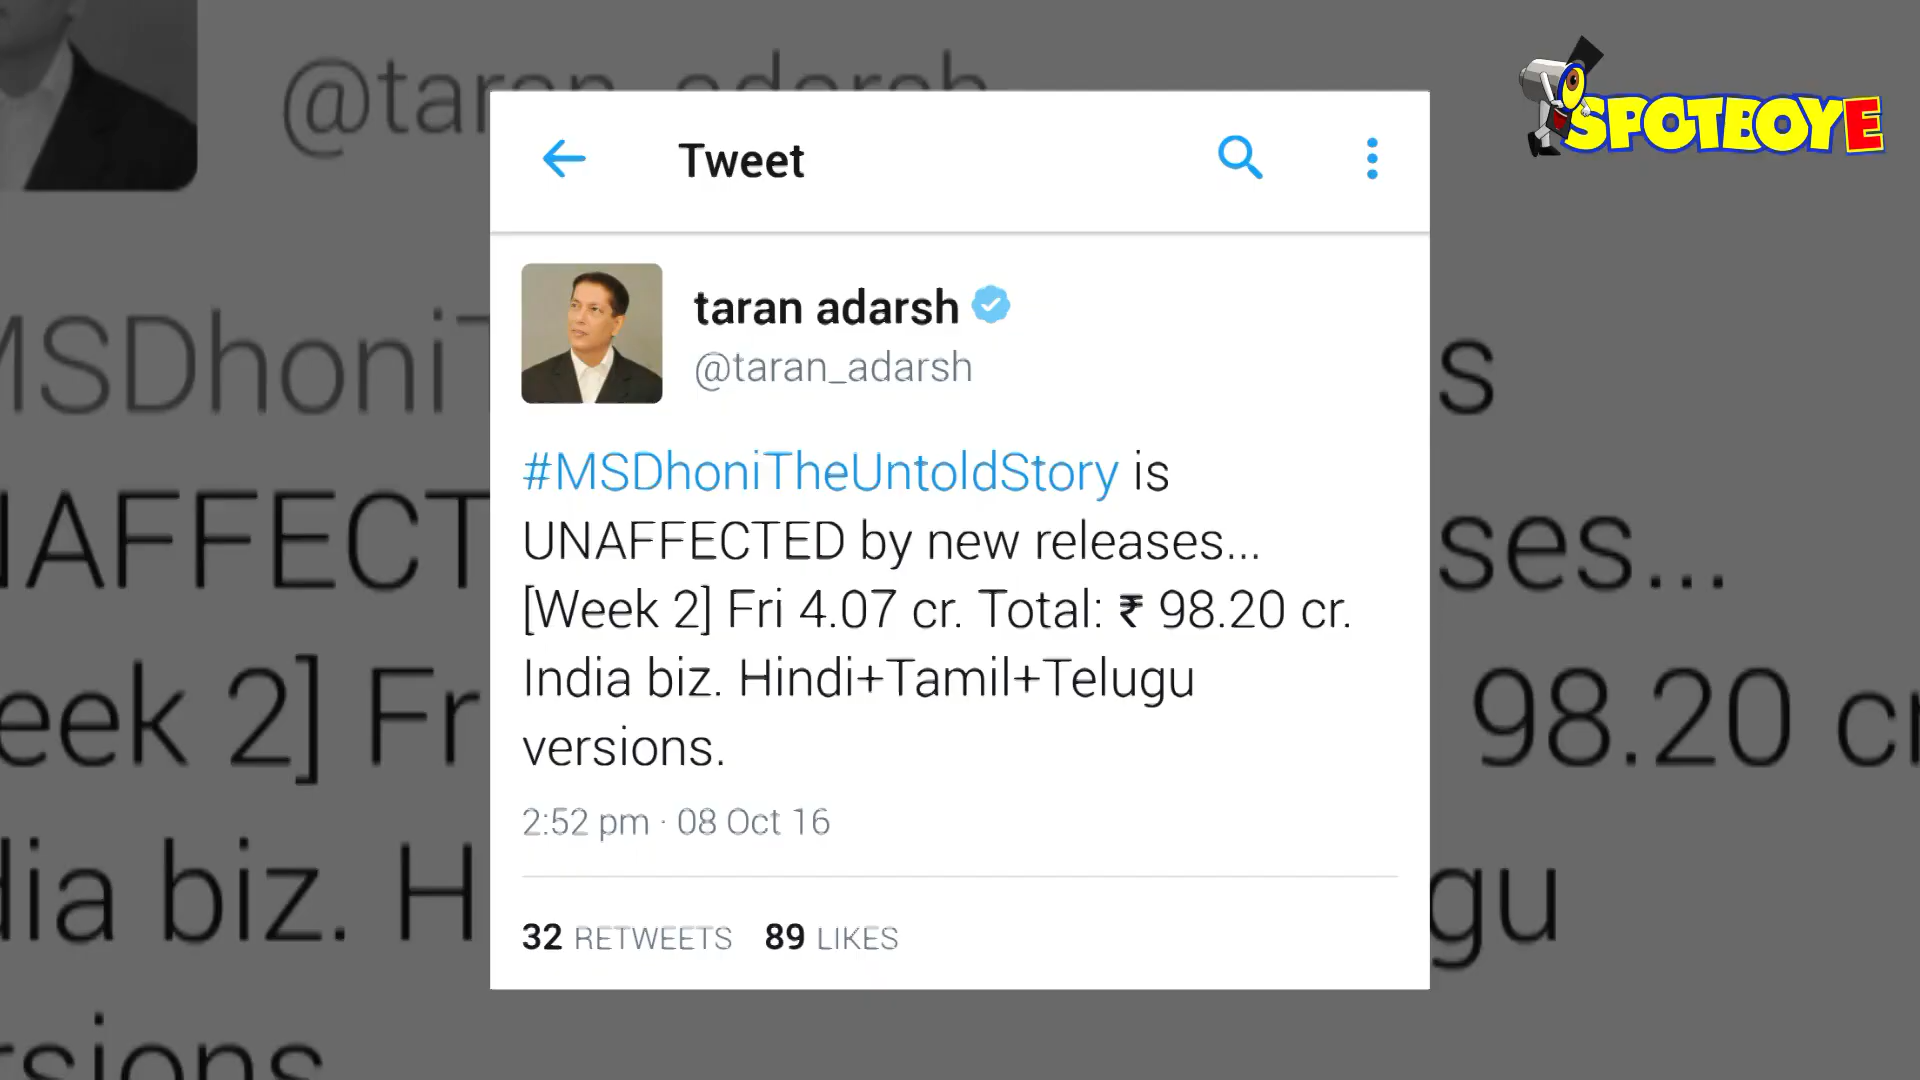 SPOTBOYE
Tweet
taran adarsh
@taran_adarsh
#MSDhoniTheUntoldStory is
UNAFFECTED by new releases...
[Week 2] Fri 4.07 cr. Total: ₹ 98.20 cr.
India biz. Hindi+Tamil+Telugu
versions.
2:52 pm · 08 Oct 16
32 RETWEETS 89 LIKES